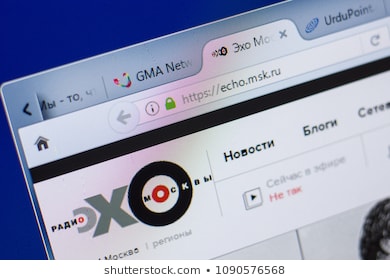 Мы - то, ч
GMA Netw
Эхо Мо
UrduPoint
https://echo.msk.ru
Новости
Блоги
Сете
РАДИО ЭХО МОСКВЫ
Сейчас в эфире
Не так
Москва | регионы
shutterstock.com • 1090576568